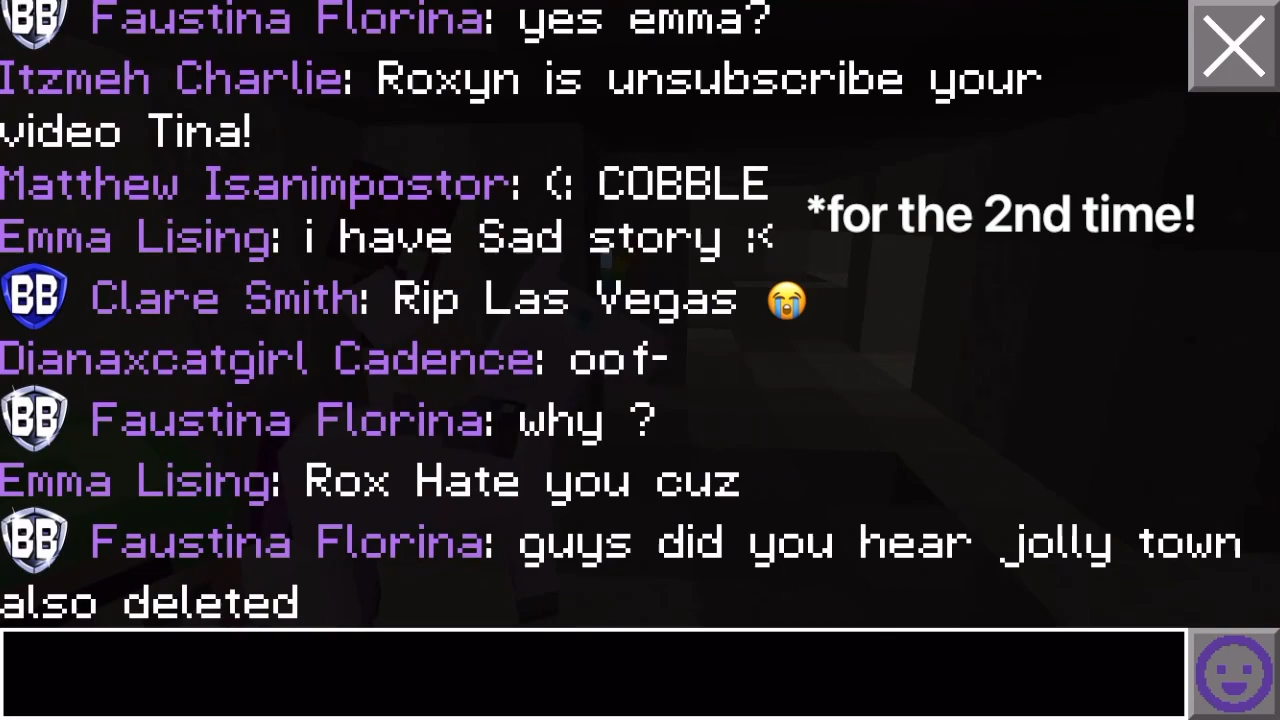 BB Faustina Florina: yes emma?
Itzmeh Charlie: Roxyn is unsubscribe your
video Tina!
Matthew Isanimpostor: (: COBBLE
*for the 2nd time!
Emma Lising: i have Sad story :<
BB Clare Smith: Rip Las Vegas 😭
Dianaxcatgirl Cadence: oof-
BB Faustina Florina: why ?
Emma Lising: Rox Hate you cuz
BB Faustina Florina: guys did you hear jolly town
also deleted